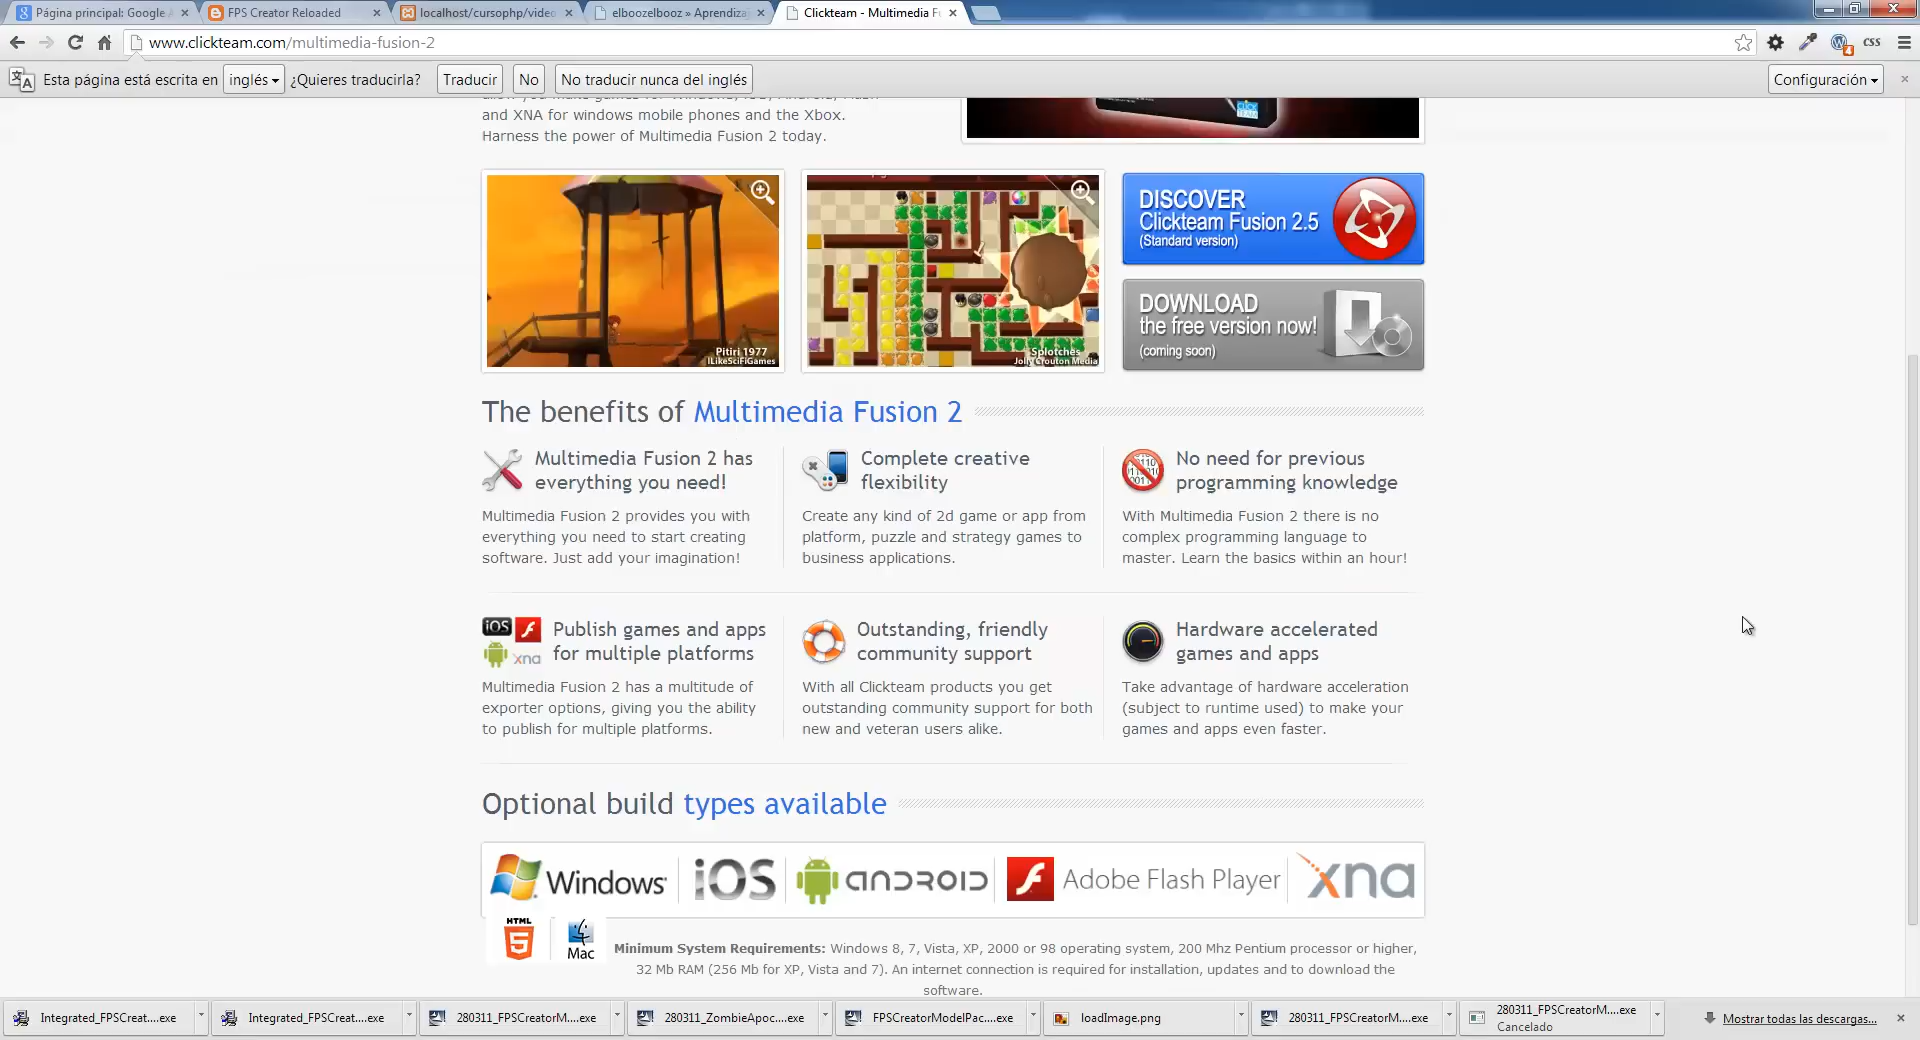 Página principal: Google A
FPS Creator Reloaded
localhost/cursophp/video
elboozelbooz » Aprendiza
Clickteam - Multimedia F
www.clickteam.com/multimedia-fusion-2
4
css
Esta página está escrita en inglés ¿Quieres traducirla? Traducir No No traducir nunca del inglés Configuración
and XNA for windows mobile phones and the Xbox.
Harness the power of Multimedia Fusion 2 today.
CLICK
Pitiri 1977
ILikeSciFiGames
Splotches
Jolly Crouton Media
DISCOVER
Clickteam Fusion 2.5
(Standard version)
DOWNLOAD
the free version now!
(coming soon)
The benefits of Multimedia Fusion 2
Multimedia Fusion 2 has
everything you need!
Multimedia Fusion 2 provides you with
everything you need to start creating
software. Just add your imagination!
Complete creative
flexibility
Create any kind of 2d game or app from
platform, puzzle and strategy games to
business applications.
No need for previous
programming knowledge
With Multimedia Fusion 2 there is no
complex programming language to
master. Learn the basics within an hour!
iOS
xna
Publish games and apps
for multiple platforms
Multimedia Fusion 2 has a multitude of
exporter options, giving you the ability
to publish for multiple platforms.
Outstanding, friendly
community support
With all Clickteam products you get
outstanding community support for both
new and veteran users alike.
Hardware accelerated
games and apps
Take advantage of hardware acceleration
(subject to runtime used) to make your
games and apps even faster.
Optional build types available
Windows iOS ANDROID Adobe Flash Player xna
HTML
5
Mac
Minimum System Requirements: Windows 8, 7, Vista, XP, 2000 or 98 operating system, 200 Mhz Pentium processor or higher,
32 Mb RAM (256 Mb for XP, Vista and 7). An internet connection is required for installation, updates and to download the
software.
Integrated_FPSCreat....exe
Integrated_FPSCreat....exe
280311_FPSCreatorM....exe
280311_ZombieApoc....exe
FPSCreatorModelPac....exe
loadImage.png
280311_FPSCreatorM....exe
280311_FPSCreatorM....exe
Cancelado
Mostrar todas las descargas...